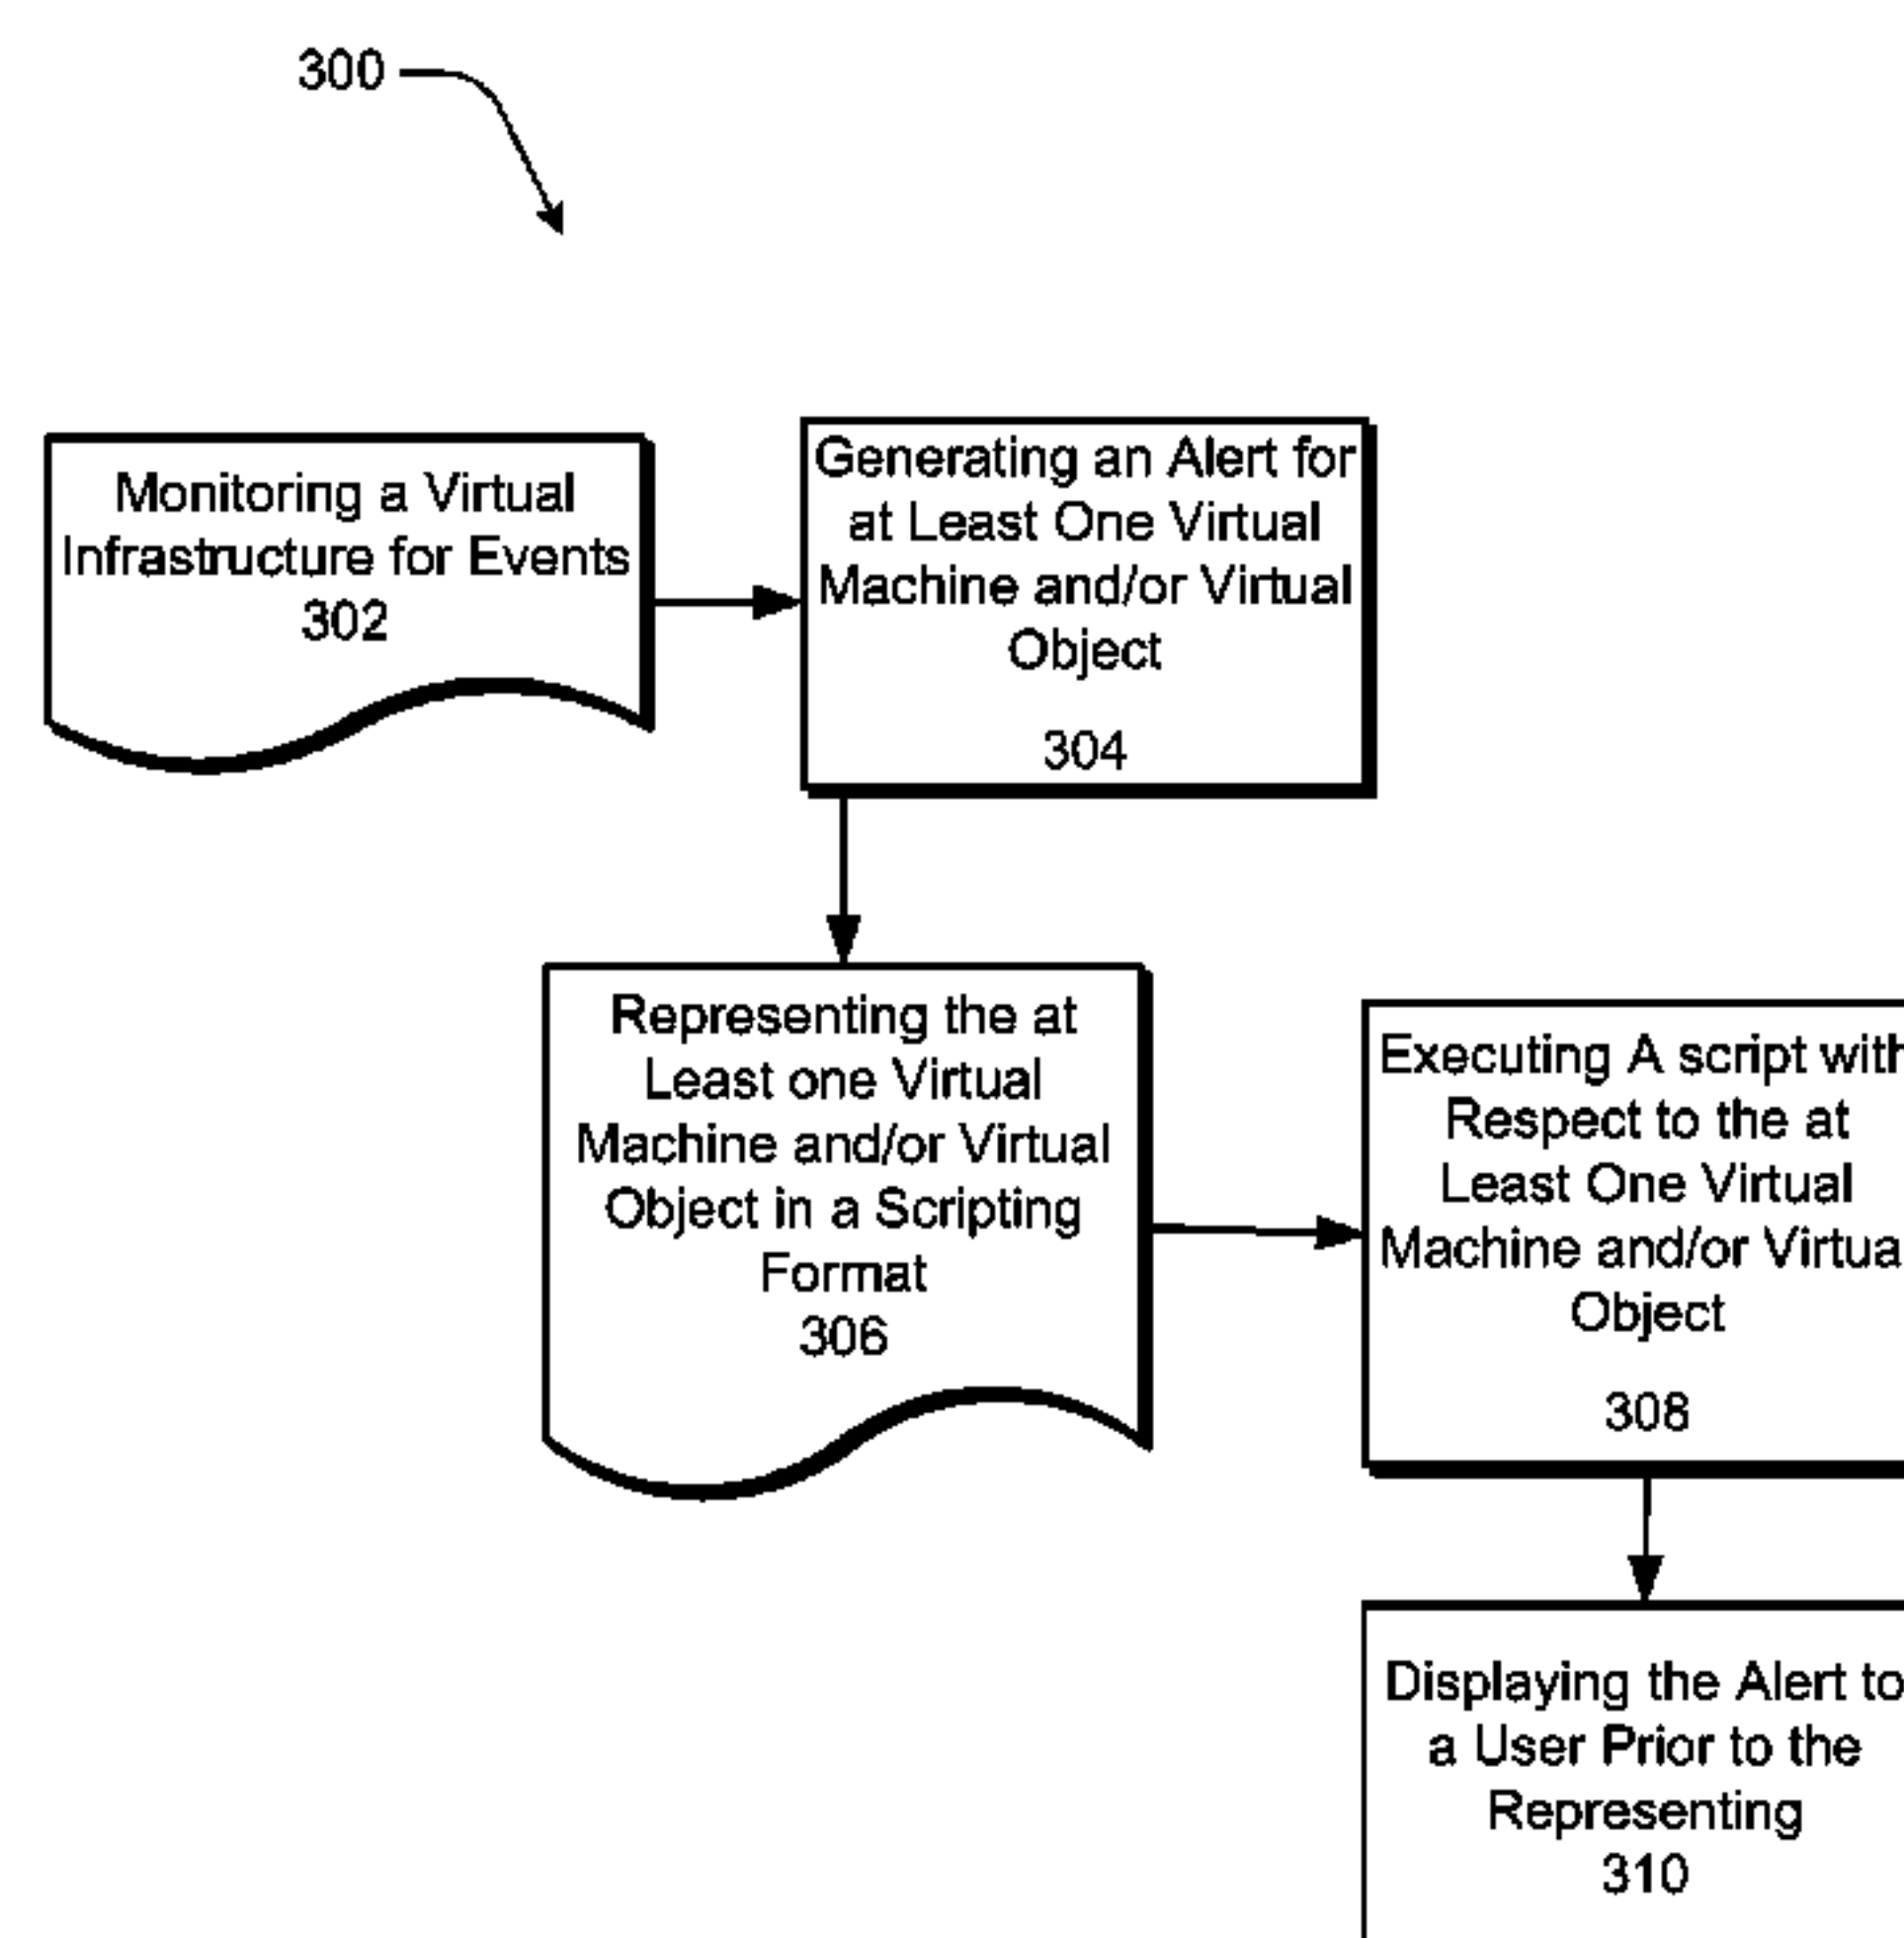 300
Monitoring a Virtual
Infrastructure for Events
302
Generating an Alert for
at Least One Virtual
Machine and/or Virtual
Object
304
Representing the at
Least one Virtual
Machine and/or Virtual
Object in a Scripting
Format
306
Executing A script with
Respect to the at
Least One Virtual
Machine and/or Virtua
Object
308
Displaying the Alert to
a User Prior to the
Representing
310